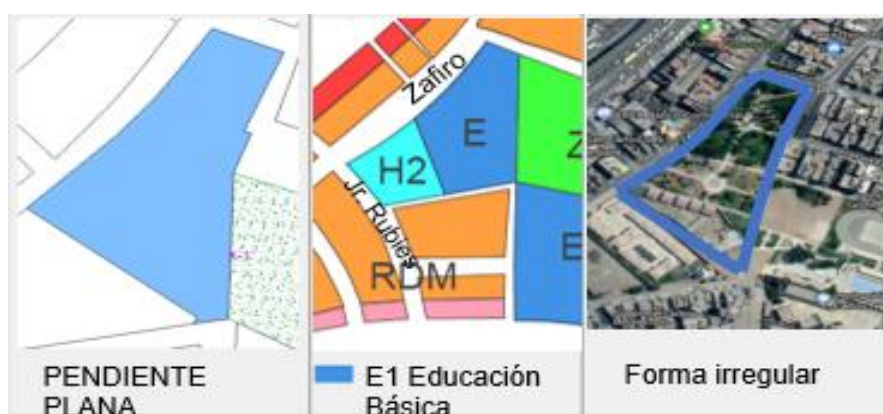 Zafiro
E
Z
H2
Jr. Rubies
RDM
E
PENDIENTE
PLANA
E1 Educación
Básica
Forma irregular